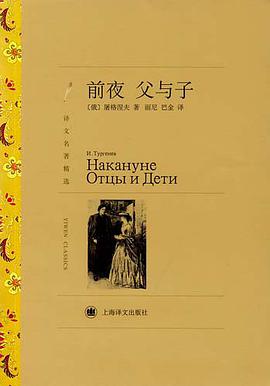 前夜 父与子
〔俄〕屠格涅夫 著 丽尼 巴金 译
译文名著精选
YIWEN CLASSICS
И. Тургенев
Накануне
Отцы и Дети
上海译文出版社